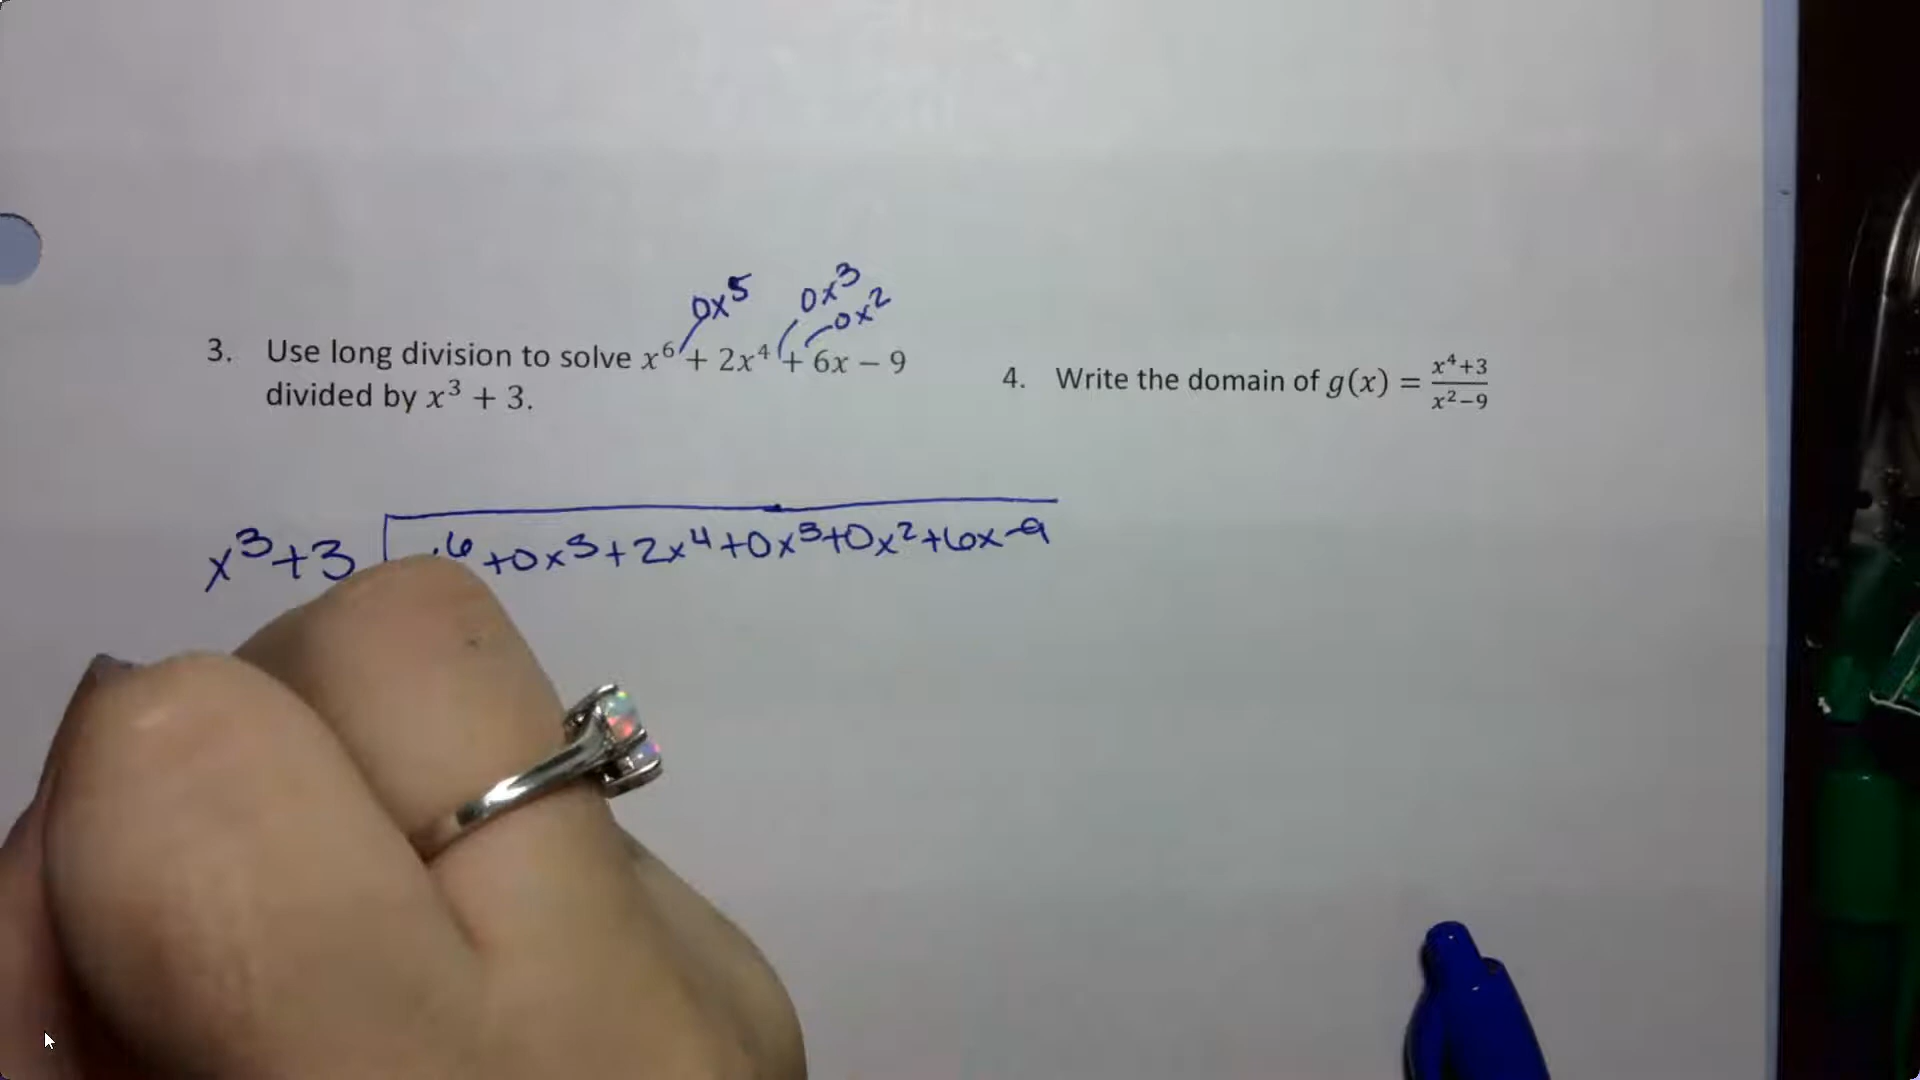 0x⁵ 0x³
0x²
3. Use long division to solve x⁶ + 2x⁴ + 6x − 9
divided by x³ + 3.
4. Write the domain of g(x) = (x⁴+3)/(x²−9)
x³+3 ⁶+0x⁵+2x⁴+0x³+0x²+6x-9